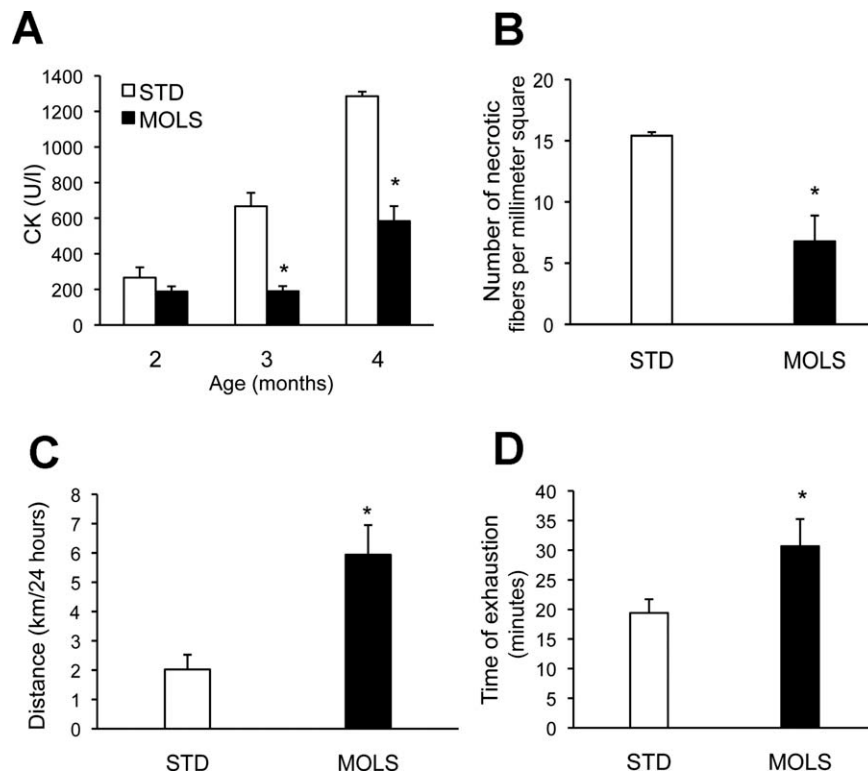 A
1400
1200
1000
800
600
400
200
0
CK (U/l)
STD
MOLS
*
*
2 3 4
Age (months)
B
20
15
10
5
0
Number of necrotic
fibers per millimeter square
*
STD MOLS
C
8
7
6
5
4
3
2
1
0
Distance (km/24 hours)
*
STD MOLS
D
40
35
30
25
20
15
10
5
0
Time of exhaustion
(minutes)
*
STD MOLS